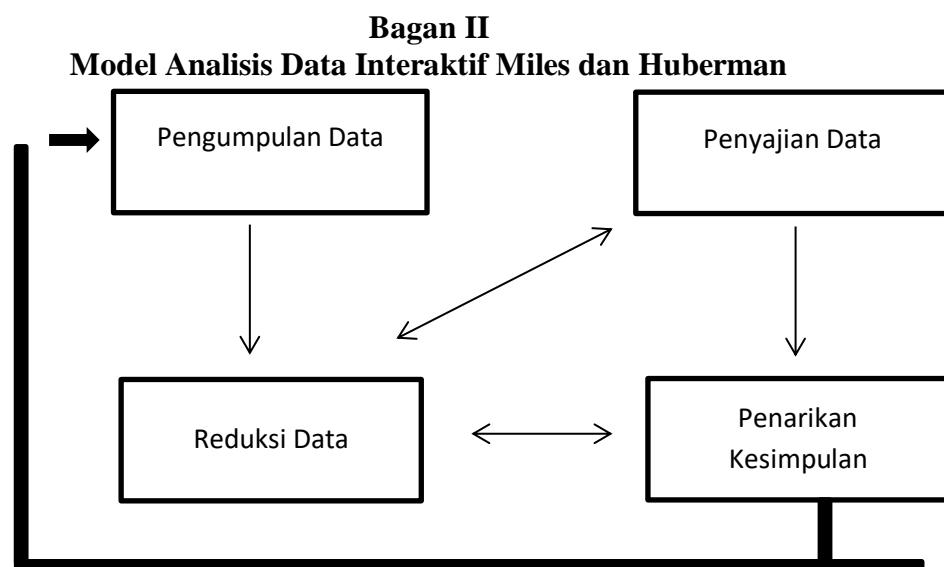 Bagan II
Model Analisis Data Interaktif Miles dan Huberman
Pengumpulan Data
Penyajian Data
Reduksi Data
Penarikan
Kesimpulan